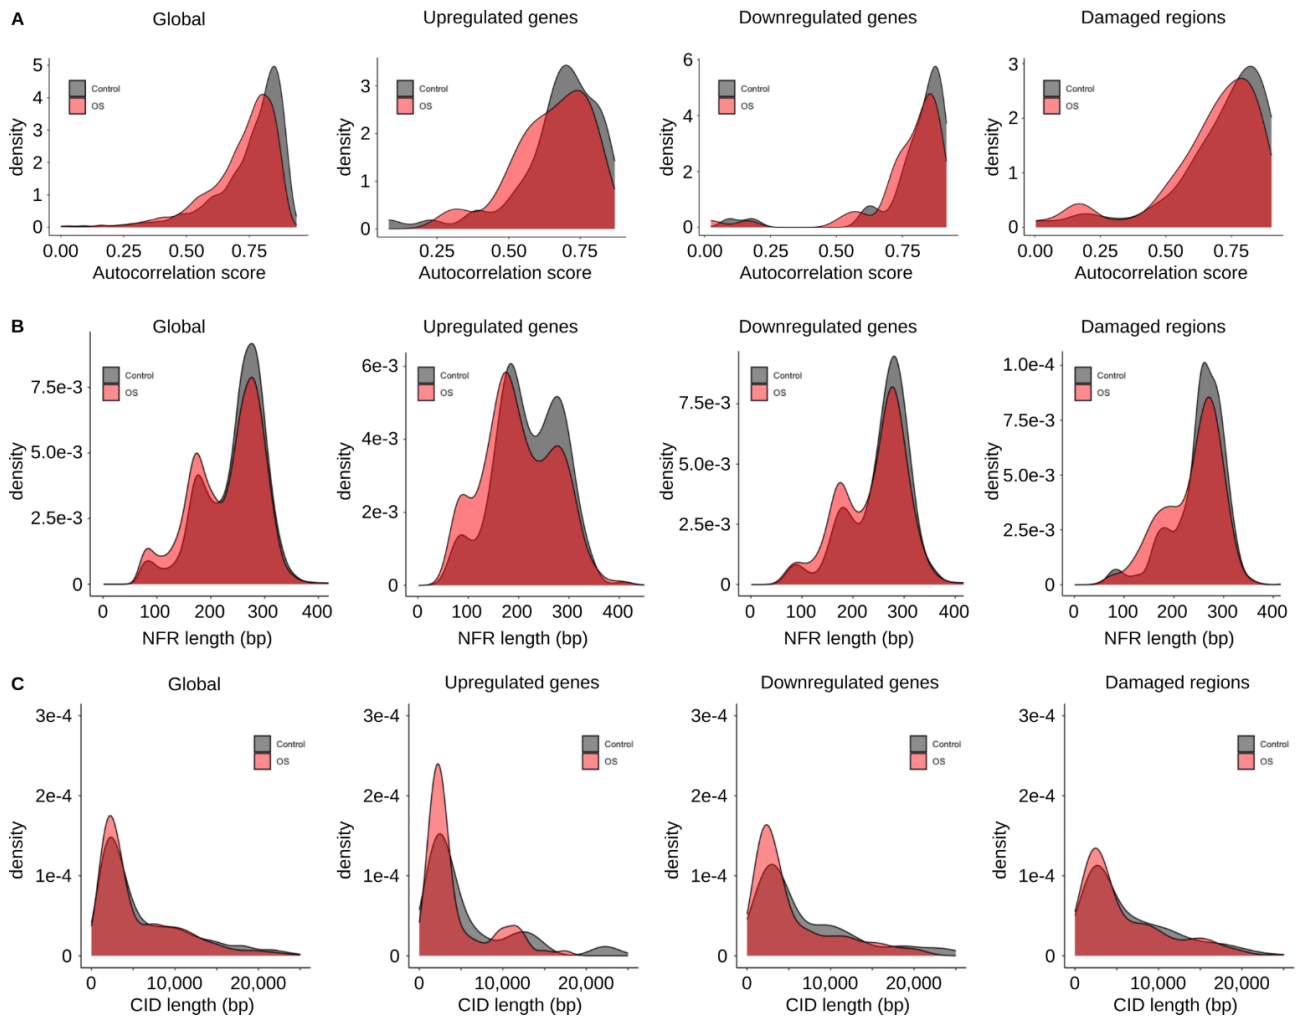 A
Global
Upregulated genes
Downregulated genes
Damaged regions
density
5
4
3
2
1
0
Control
OS
0.00
0.25
0.50
0.75
Autocorrelation score
density
3
2
1
0
Control
OS
0.25
0.50
0.75
Autocorrelation score
density
6
4
2
0
Control
OS
0.00
0.25
0.50
0.75
Autocorrelation score
density
3
2
1
0
Control
OS
0.00
0.25
0.50
0.75
Autocorrelation score
B
Global
Upregulated genes
Downregulated genes
Damaged regions
density
7.5e-3
5.0e-3
2.5e-3
0
Control
OS
0
100
200
300
400
NFR length (bp)
density
6e-3
4e-3
2e-3
0
Control
OS
0
100
200
300
400
NFR length (bp)
density
7.5e-3
5.0e-3
2.5e-3
0
Control
OS
0
100
200
300
400
NFR length (bp)
density
1.0e-4
7.5e-3
5.0e-3
2.5e-3
0
Control
OS
0
100
200
300
400
NFR length (bp)
C
Global
Upregulated genes
Downregulated genes
Damaged regions
density
3e-4
2e-4
1e-4
0
Control
OS
0
10,000
20,000
CID length (bp)
density
3e-4
2e-4
1e-4
0
Control
OS
0
10,000
20,000
CID length (bp)
density
3e-4
2e-4
1e-4
0
Control
OS
0
10,000
20,000
CID length (bp)
density
3e-4
2e-4
1e-4
0
Control
OS
0
10,000
20,000
CID length (bp)